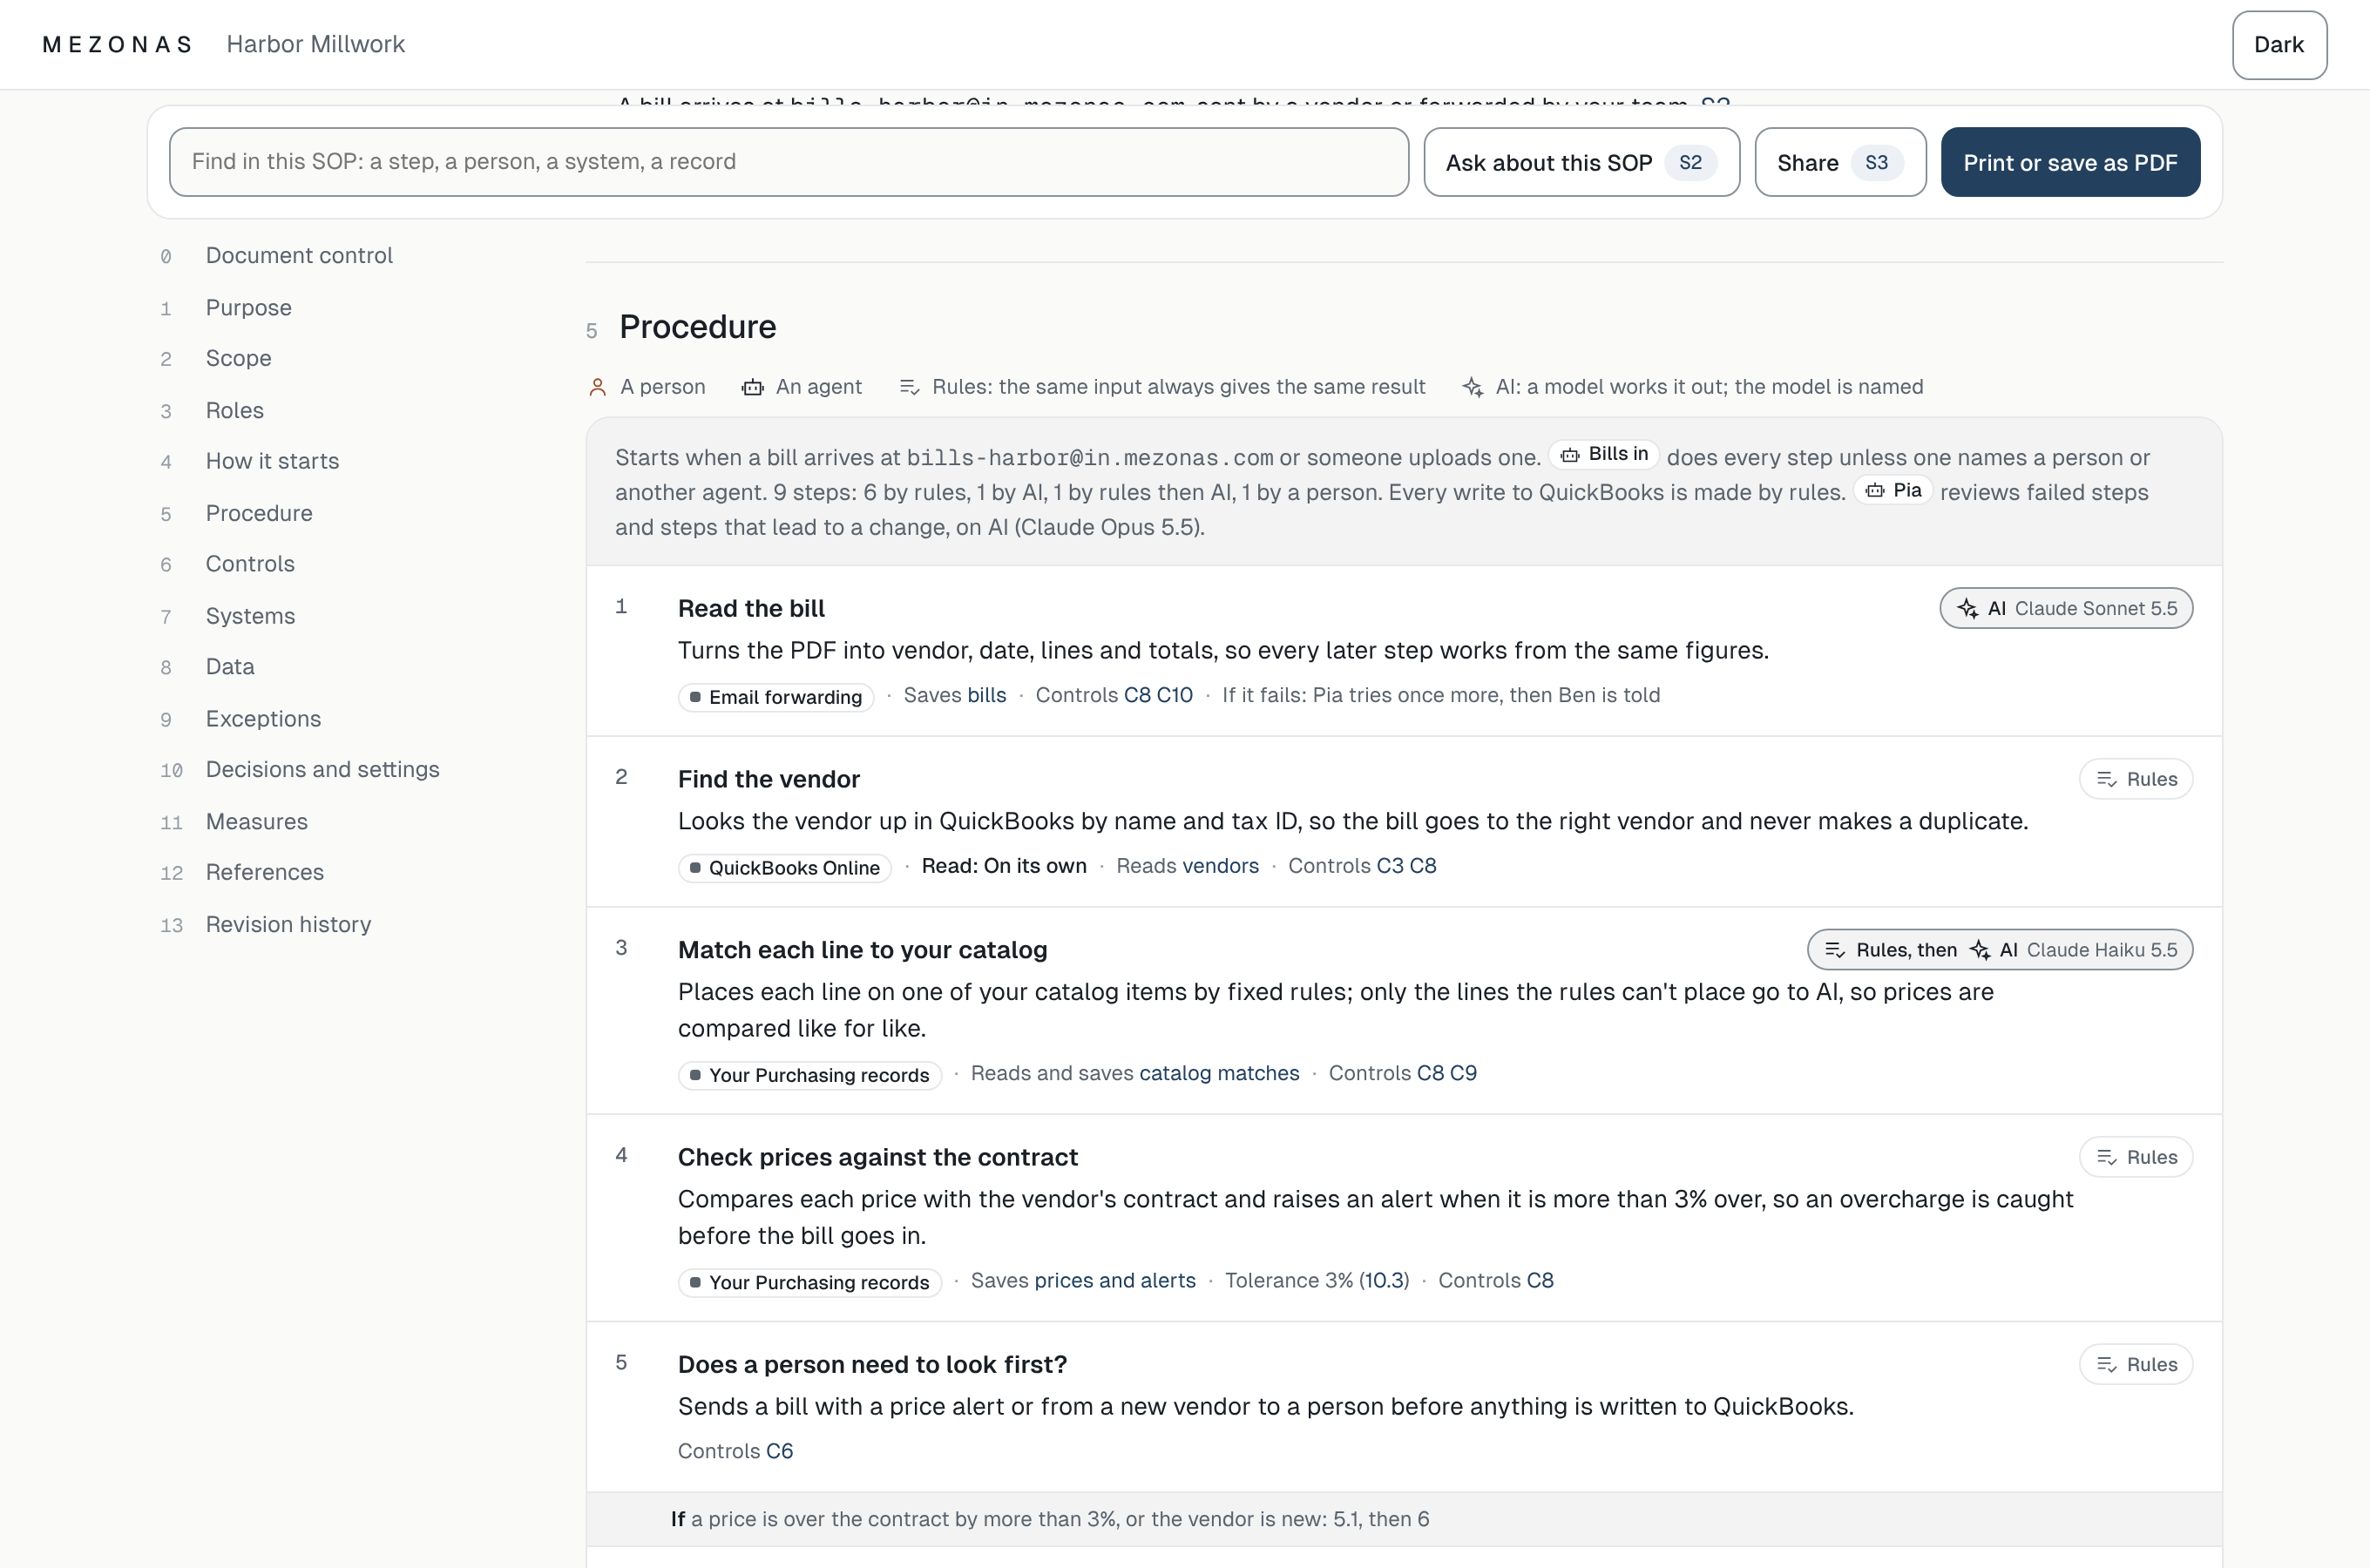 MEZONAS Harbor Millwork Dark
A bill arrives at bills-harbor@in.mezonas.com, sent by a vendor or forwarded by your team. S2
Find in this SOP: a step, a person, a system, a record
Ask about this SOP S2
Share S3
Print or save as PDF
0 Document control
1 Purpose
2 Scope
3 Roles
4 How it starts
5 Procedure
6 Controls
7 Systems
8 Data
9 Exceptions
10 Decisions and settings
11 Measures
12 References
13 Revision history
5 Procedure
A person An agent Rules: the same input always gives the same result AI: a model works it out; the model is named
Starts when a bill arrives at bills-harbor@in.mezonas.com or someone uploads one. Bills in does every step unless one names a person or
another agent. 9 steps: 6 by rules, 1 by AI, 1 by rules then AI, 1 by a person. Every write to QuickBooks is made by rules. Pia reviews failed steps
and steps that lead to a change, on AI (Claude Opus 5.5).
1 Read the bill AI Claude Sonnet 5.5
Turns the PDF into vendor, date, lines and totals, so every later step works from the same figures.
Email forwarding · Saves bills · Controls C8 C10 · If it fails: Pia tries once more, then Ben is told
2 Find the vendor Rules
Looks the vendor up in QuickBooks by name and tax ID, so the bill goes to the right vendor and never makes a duplicate.
QuickBooks Online · Read: On its own · Reads vendors · Controls C3 C8
3 Match each line to your catalog Rules, then AI Claude Haiku 5.5
Places each line on one of your catalog items by fixed rules; only the lines the rules can't place go to AI, so prices are
compared like for like.
Your Purchasing records · Reads and saves catalog matches · Controls C8 C9
4 Check prices against the contract Rules
Compares each price with the vendor's contract and raises an alert when it is more than 3% over, so an overcharge is caught
before the bill goes in.
Your Purchasing records · Saves prices and alerts · Tolerance 3% (10.3) · Controls C8
5 Does a person need to look first? Rules
Sends a bill with a price alert or from a new vendor to a person before anything is written to QuickBooks.
Controls C6
If a price is over the contract by more than 3%, or the vendor is new: 5.1, then 6